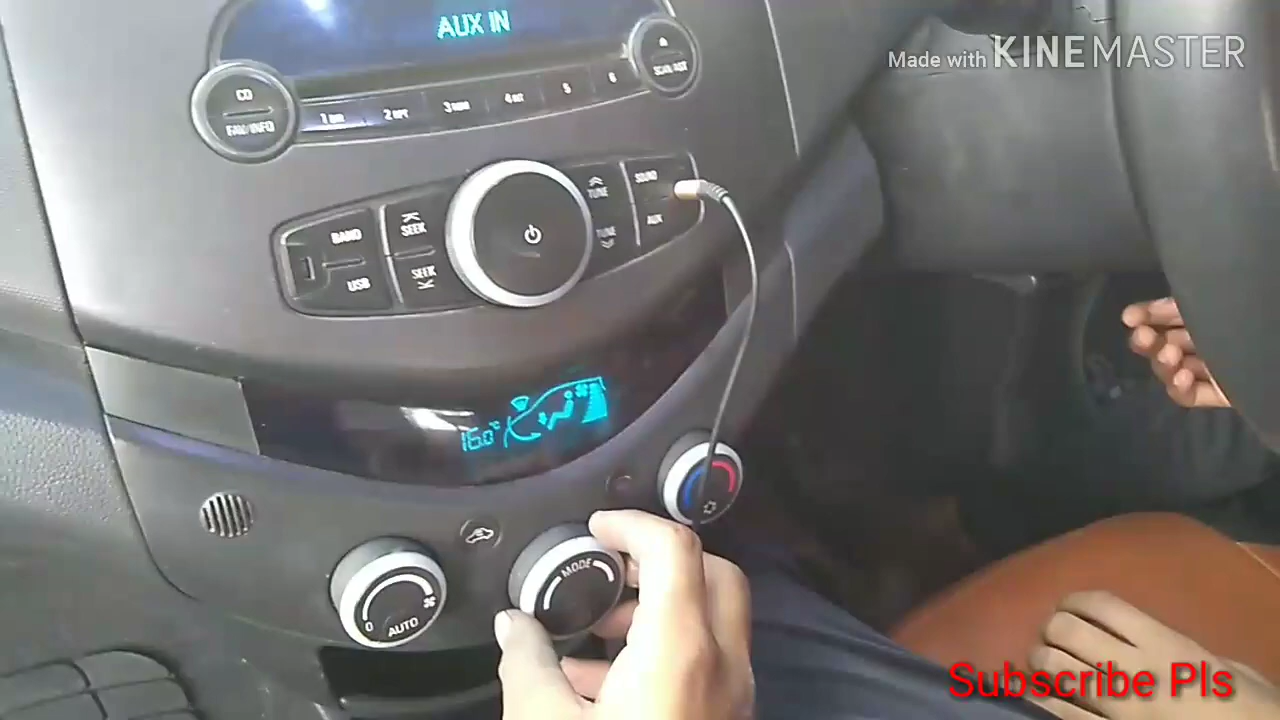 AUX IN
Made with KINEMASTER
CD
FAV/INFO
SCAN
1
2
3
4
5
6
BAND
USB
SEEK
SEEK
TUNE
TUNE
SOUND
AUX
16.0°
0 AUTO
MODE
Subscribe Pls